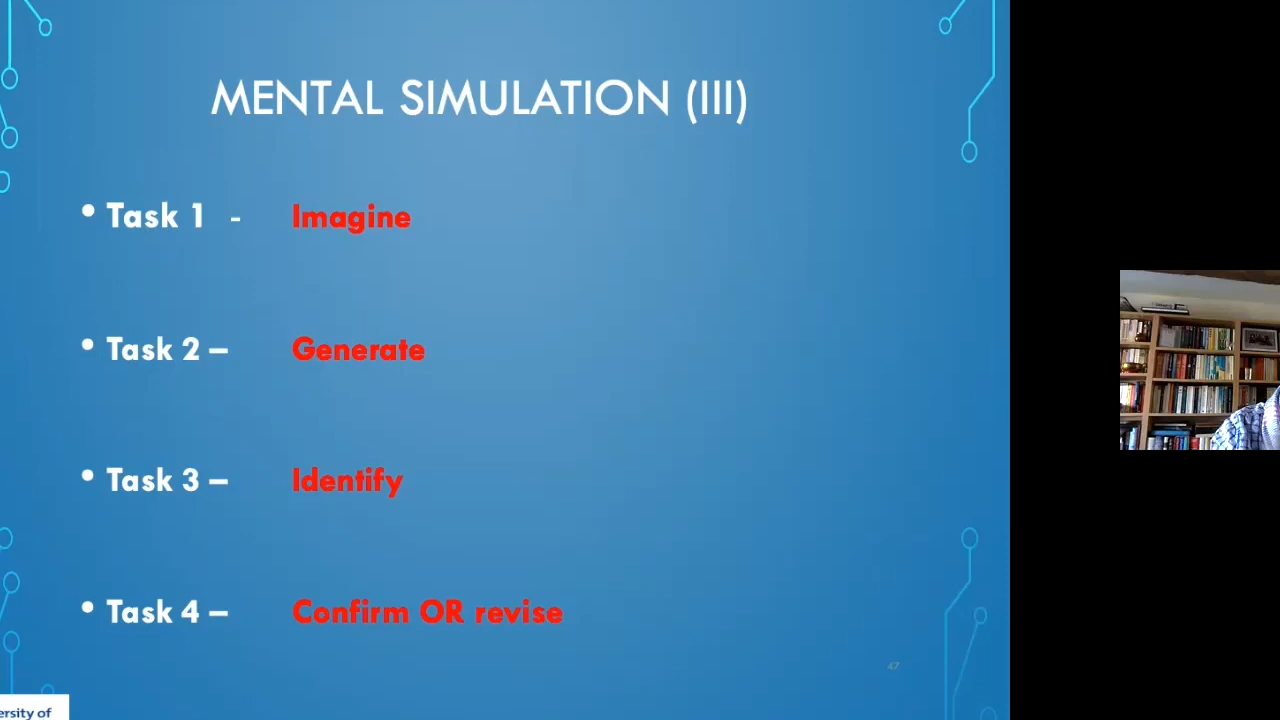 MENTAL SIMULATION (III)
• Task 1 - Imagine
• Task 2 – Generate
• Task 3 – Identify
• Task 4 – Confirm OR revise
47
ersity of